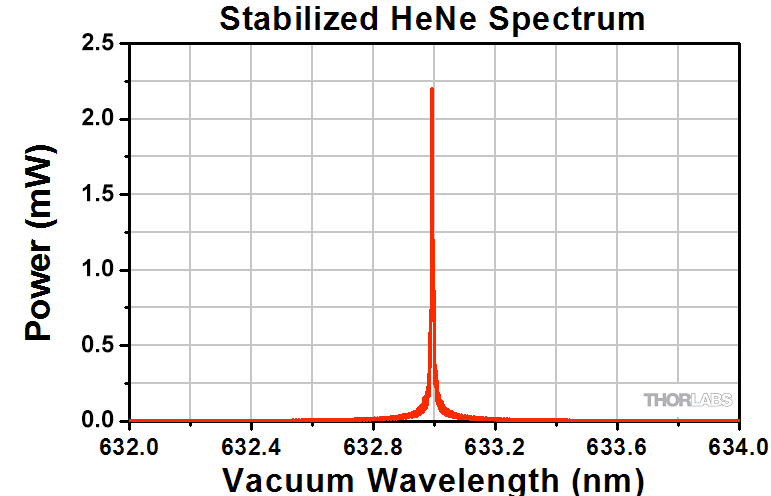 Stabilized HeNe Spectrum
Power (mW)
2.5
2.0
1.5
1.0
0.5
0.0
THORLABS
632.0 632.4 632.8 633.2 633.6 634.0
Vacuum Wavelength (nm)